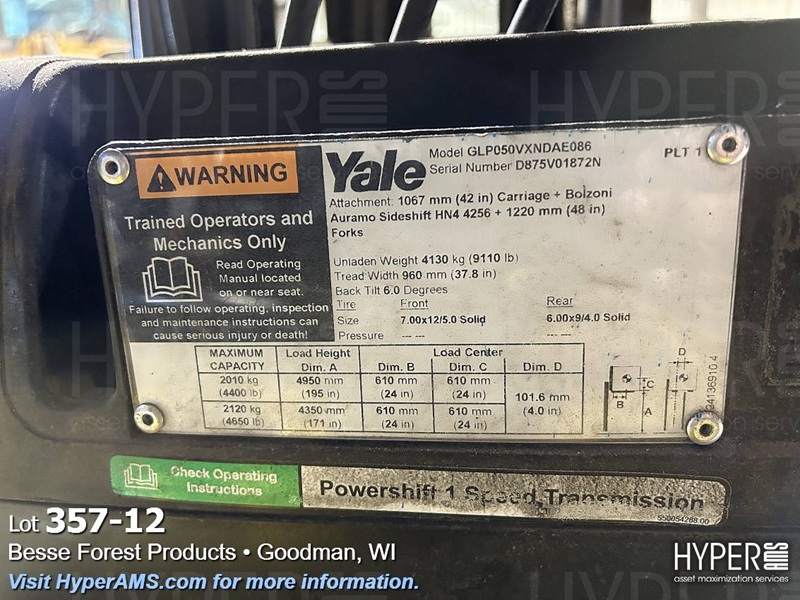 WARNING
Trained Operators and
Mechanics Only
Read Operating
Manual located
on or near seat.
Failure to follow operating, inspection
and maintenance instructions can
cause serious injury or death!
Yale
Model GLP050VXNDAE086
Serial Number D875V01872N
PLT 1
Attachment: 1067 mm (42 in) Carriage + Bolzoni
Auramo Sideshift HN4 4256 + 1220 mm (48 in)
Forks
Unladen Weight 4130 kg (9110 lb)
Tread Width 960 mm (37.8 in)
Back Tilt 6.0 Degrees
Tire Front Rear
Size 7.00x12/5.0 Solid 6.00x9/4.0 Solid
Pressure --- --- --- ---
MAXIMUM Load Height Load Center
CAPACITY Dim. A Dim. B Dim. C Dim. D
2010 kg 4950 mm 610 mm 610 mm
(4400 lb) (195 in) (24 in) (24 in) 101.6 mm
2120 kg 4350 mm 610 mm 610 mm (4.0 in)
(4650 lb) (171 in) (24 in) (24 in)
D
C
B
A
Check Operating
Instructions
Powershift 1 Speed Transmission
550054288.00
Lot 357-12
Besse Forest Products • Goodman, WI
Visit HyperAMS.com for more information.
HYPER AMS
asset maximization services